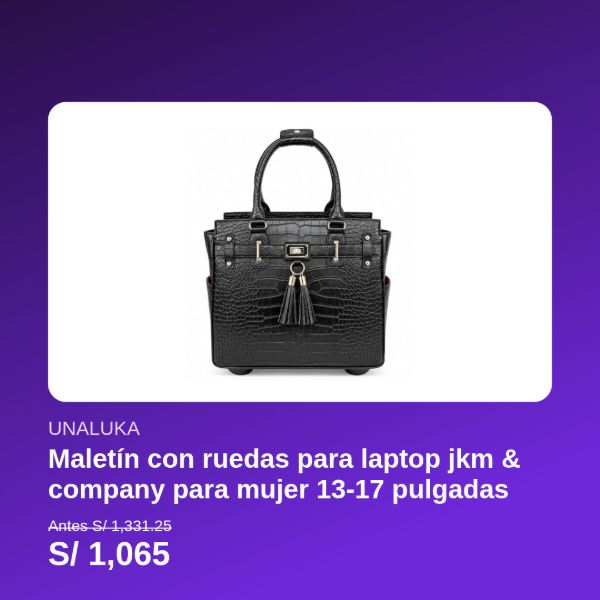 UNALUKA
Maletín con ruedas para laptop jkm &
company para mujer 13-17 pulgadas
Antes S/ 1,331.25
S/ 1,065